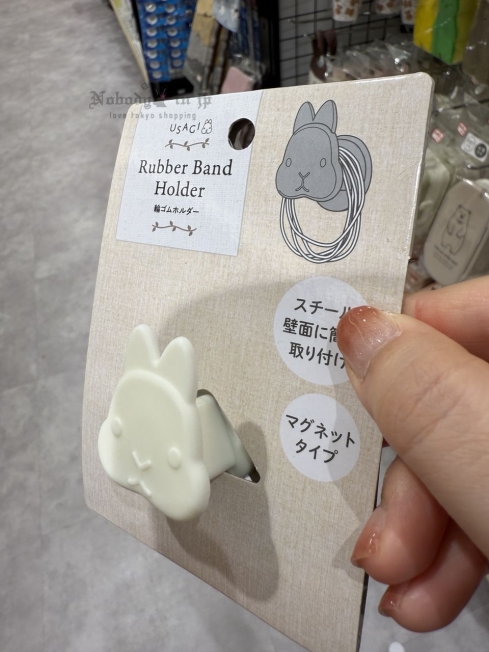 Nobody X in jp
love tokyo shopping
USAGI
Rubber Band
Holder
輪ゴムホルダー
スチール
壁面に簡
取り付け
マグネット
タイプ